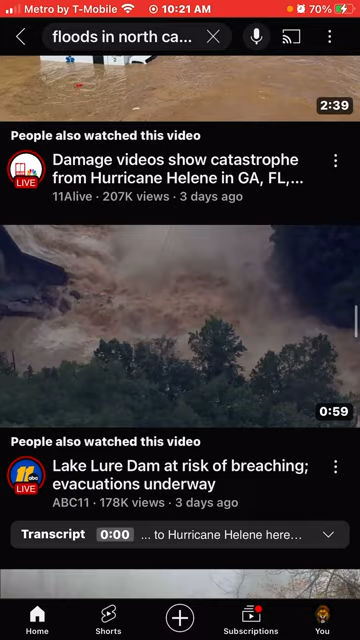 Metro by T-Mobile 10:21 AM 70%
floods in north ca...
2:39
People also watched this video
Damage videos show catastrophe
from Hurricane Helene in GA, FL,...
LIVE
11Alive · 207K views · 3 days ago
0:59
People also watched this video
Lake Lure Dam at risk of breaching;
evacuations underway
11 abc
LIVE
ABC11 · 178K views · 3 days ago
Transcript 0:00 ... to Hurricane Helene here...
Home Shorts Subscriptions You